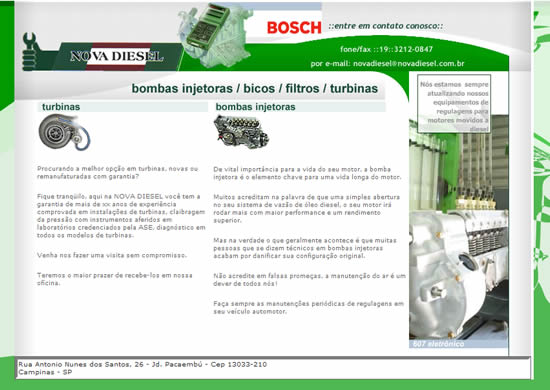 NOVA DIESEL
BOSCH
::entre em contato conosco::
fone/fax ::19::3212-0847
por e-mail: novadiesel@novadiesel.com.br
bombas injetoras / bicos / filtros / turbinas
turbinas
Procurando a melhor opção em turbinas, novas ou
remanufaturadas com garantia?
Fique tranqüilo, aqui na NOVA DIESEL você tem a
garantia de mais de xx anos de experiência
comprovada em instalações de turbinas, claibragem
da pressão com instrumentos aferidos em
laboratórios credenciados pela ASE, diagnóstico em
todos os modelos de turbinas.
Venha nos fazer uma visita sem compromisso.
Teremos o maior prazer de recebe-los em nossa
oficina.
bombas injetoras
De vital importância para a vida do seu motor, a bomba
injetora é o elemento chave para uma vida longa do motor.
Muitos acreditam na palavra de que uma simples abertura
no seu sistema de vazão de óleo diesel, o seu motor irá
rodar mais com maior performance e um rendimento
superior.
Mas na verdade o que geralmente acontece é que muitas
pessoas que se dizem técnicos em bombas injetoras
acabam por danificar sua configuração original.
Não acredite em falsas promeças, a manutenção do ar é um
dever de todos nós!
Faça sempre as manutenções periódicas de regulagens em
seu veículo automotor.
Nós estamos sempre
atualizando nossos
equipamentos de
regulagens para
motores movidos a
diesel
607 eletrônica
Rua Antonio Nunes dos Santos, 26 - Jd. Pacaembú - Cep 13033-210
Campinas - SP